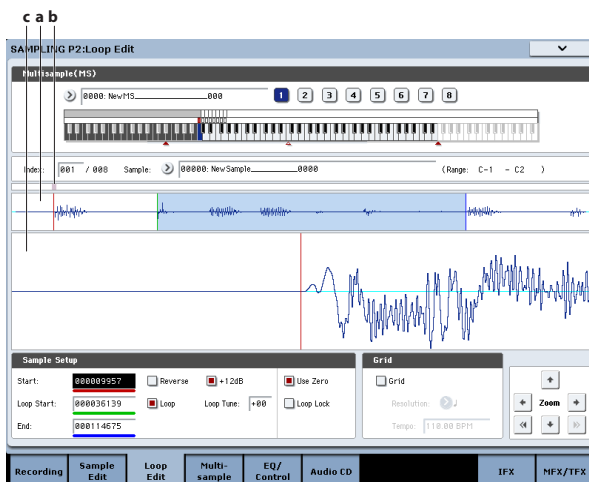 c a b
SAMPLING P2:Loop Edit
Multisample(MS)
0000: NewMS_____________000 1 2 3 4 5 6 7 8
Index: 001 / 008 Sample: 00000: NewSample_________0000 (Range: C-1 - C2 )
Sample Setup Grid
Start: 000009957 Reverse +12dB Use Zero Grid
Loop Start: 000036139 Loop Loop Tune: +00 Loop Lock Resolution: Zoom
End: 000114675 Tempo: 110.00 BPM
Recording Sample Edit Loop Edit Multi-sample EQ/Control Audio CD IFX MFX/TFX